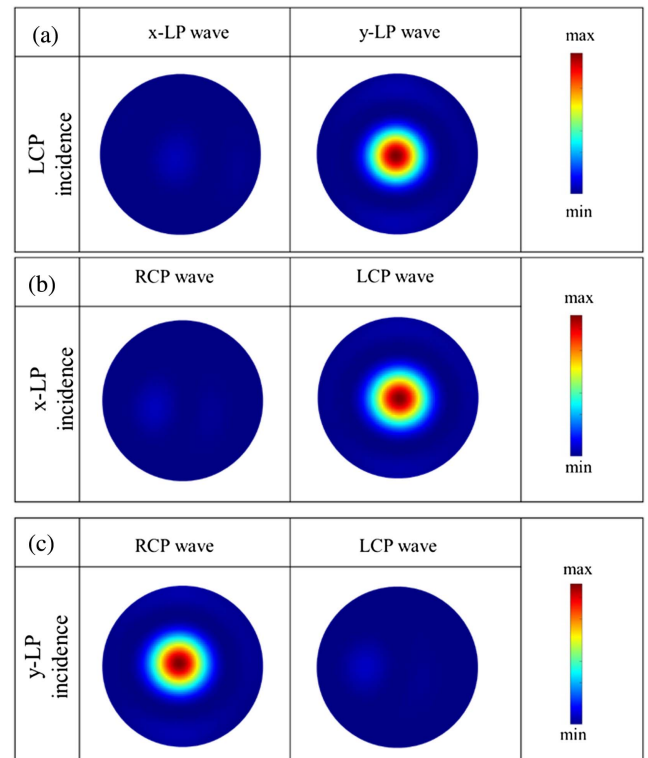 (a)
x-LP wave
y-LP wave
max
LCP
incidence
min
(b)
RCP wave
LCP wave
max
x-LP
incidence
min
(c)
RCP wave
LCP wave
max
y-LP
incidence
min